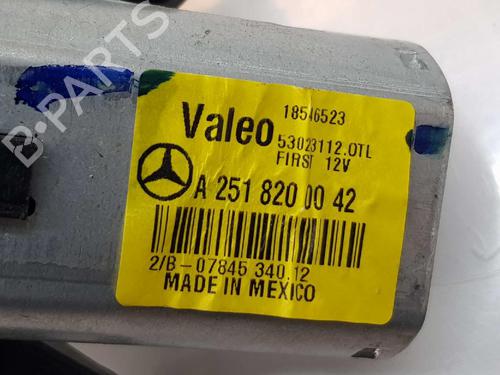 B-PARTS
18546523
Valeo
53023112.OTL
FIRST 12V
A 251 820 00 42
2/B-07845 340.12
MADE IN MEXICO